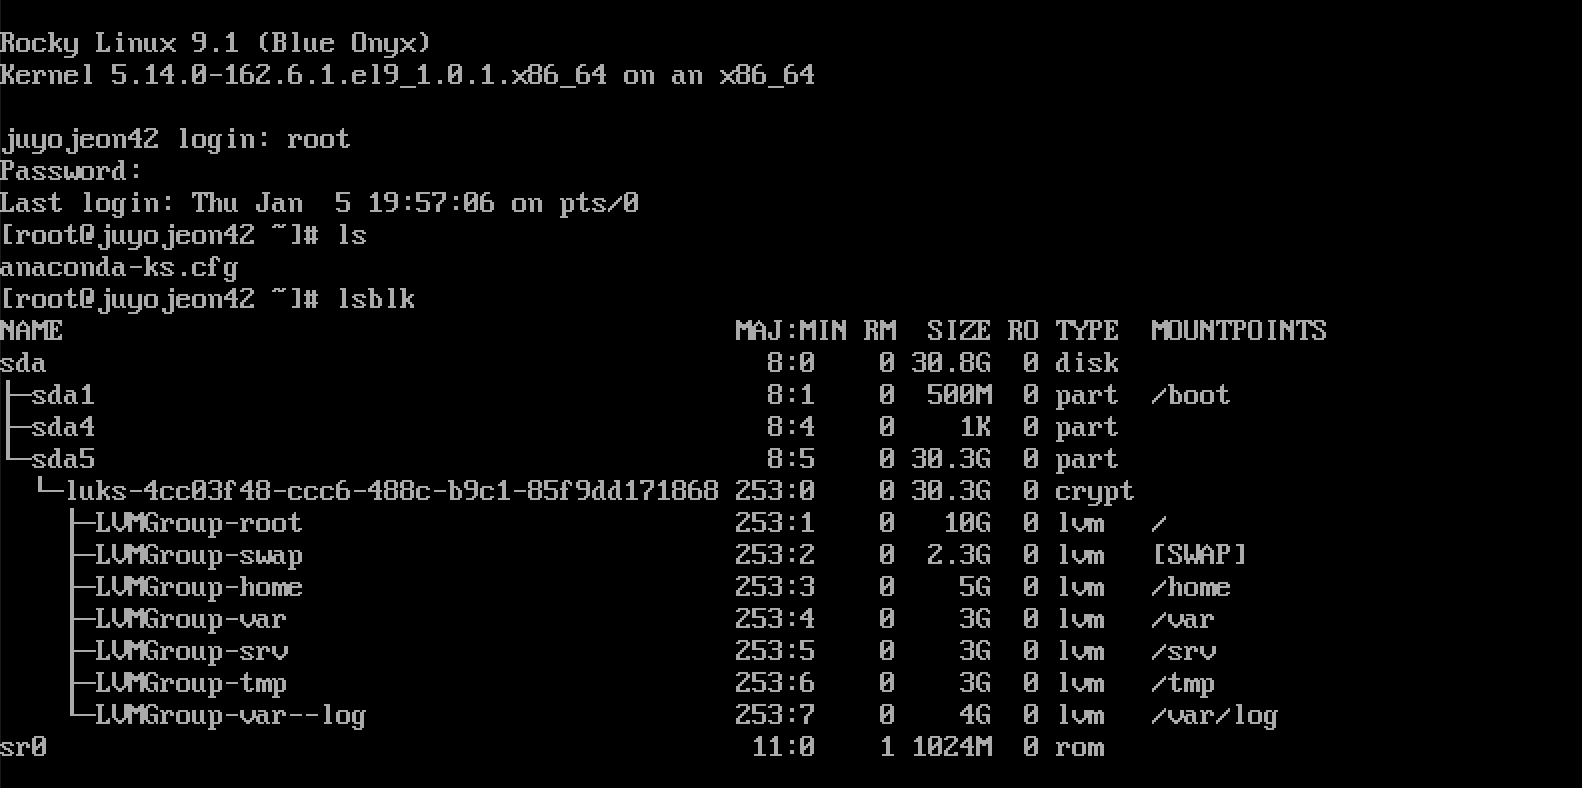 Rocky Linux 9.1 (Blue Onyx)
Kernel 5.14.0-162.6.1.el9_1.0.1.x86_64 on an x86_64
juyojeon42 login: root
Password:
Last login: Thu Jan  5 19:57:06 on pts/0
[root@juyojeon42 ~]# ls
anaconda-ks.cfg
[root@juyojeon42 ~]# lsblk
NAME                                          MAJ:MIN RM  SIZE RO TYPE  MOUNTPOINTS
sda                                             8:0    0 30.8G  0 disk
├─sda1                                          8:1    0  500M  0 part  /boot
├─sda4                                          8:4    0    1K  0 part
└─sda5                                          8:5    0 30.3G  0 part
  └─luks-4cc03f48-ccc6-488c-b9c1-85f9dd171868 253:0    0 30.3G  0 crypt
    ├─LVMGroup-root                           253:1    0   10G  0 lvm   /
    ├─LVMGroup-swap                           253:2    0  2.3G  0 lvm   [SWAP]
    ├─LVMGroup-home                           253:3    0    5G  0 lvm   /home
    ├─LVMGroup-var                            253:4    0    3G  0 lvm   /var
    ├─LVMGroup-srv                            253:5    0    3G  0 lvm   /srv
    ├─LVMGroup-tmp                            253:6    0    3G  0 lvm   /tmp
    └─LVMGroup-var--log                       253:7    0    4G  0 lvm   /var/log
sr0                                            11:0    1 1024M  0 rom